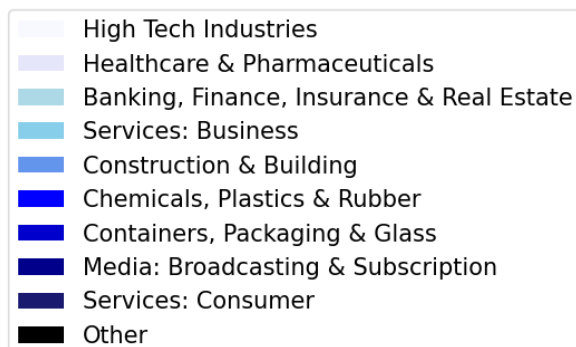 High Tech Industries
Healthcare & Pharmaceuticals
Banking, Finance, Insurance & Real Estate
Services: Business
Construction & Building
Chemicals, Plastics & Rubber
Containers, Packaging & Glass
Media: Broadcasting & Subscription
Services: Consumer
Other